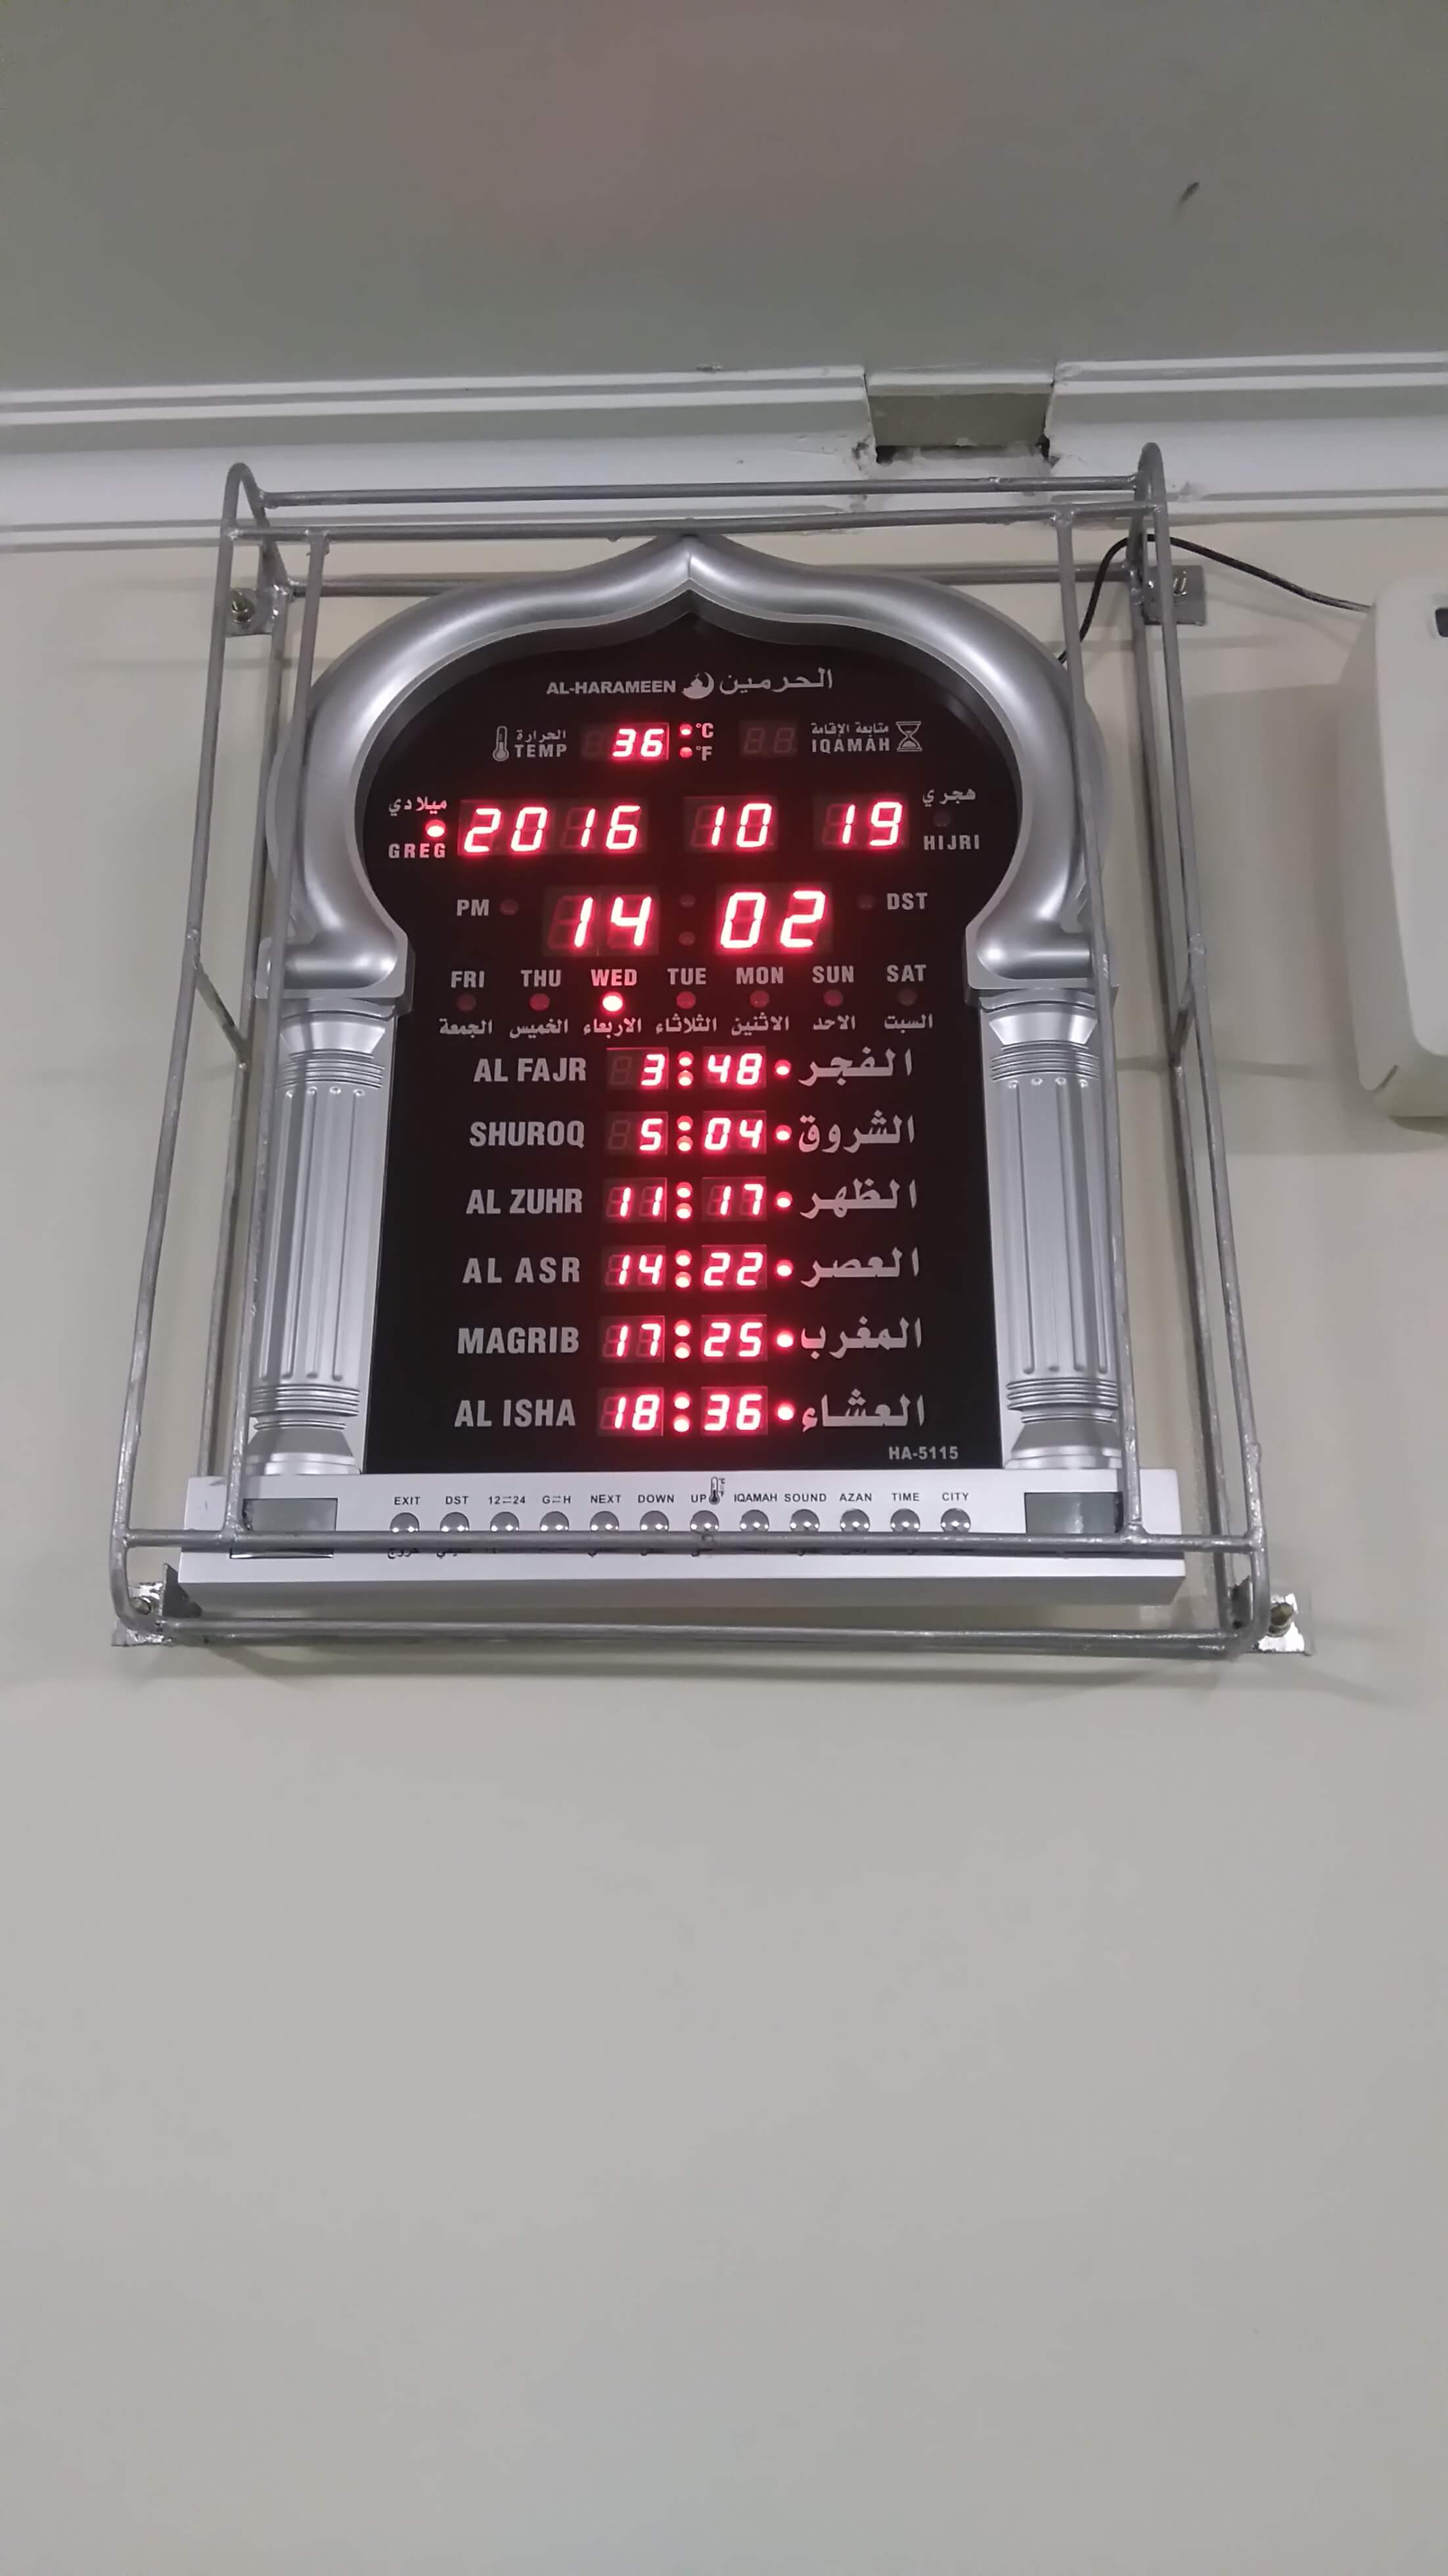 AL-HARAMEEN الحرمين
الحرارة متابعة الإقامة
TEMP 36 °C °F IQAMAH
ميلادي هجري
GREG 2016 10 19 HIJRI
PM 14 02 DST
FRI THU WED TUE MON SUN SAT
الجمعة الخميس الاربعاء الثلاثاء الاثنين الاحد السبت
AL FAJR 3:48 الفجر
SHUROQ 5:04 الشروق
AL ZUHR 11:17 الظهر
AL ASR 14:22 العصر
MAGRIB 17:25 المغرب
AL ISHA 18:36 العشاء
HA-5115
EXIT DST 12⇄24 G⇄H NEXT DOWN UP IQAMAH SOUND AZAN TIME CITY